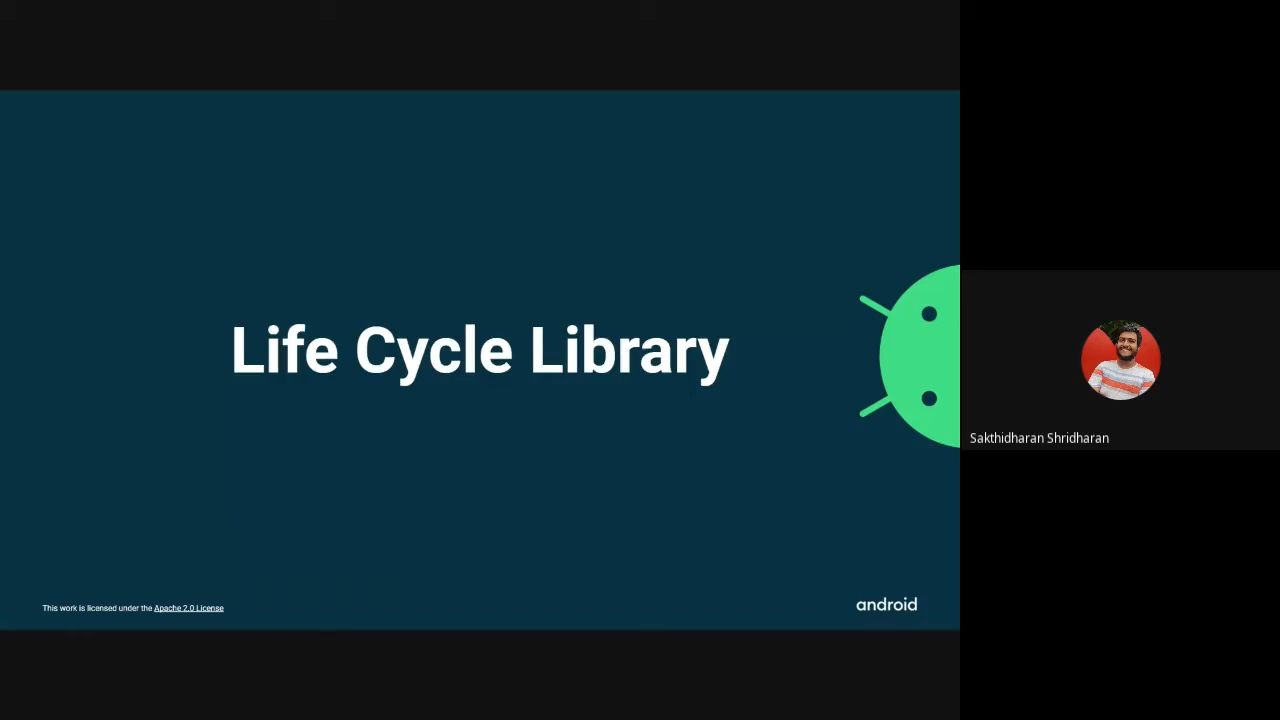 Life Cycle Library
Sakthidharan Shridharan
This work is licensed under the Apache 2.0 License
android